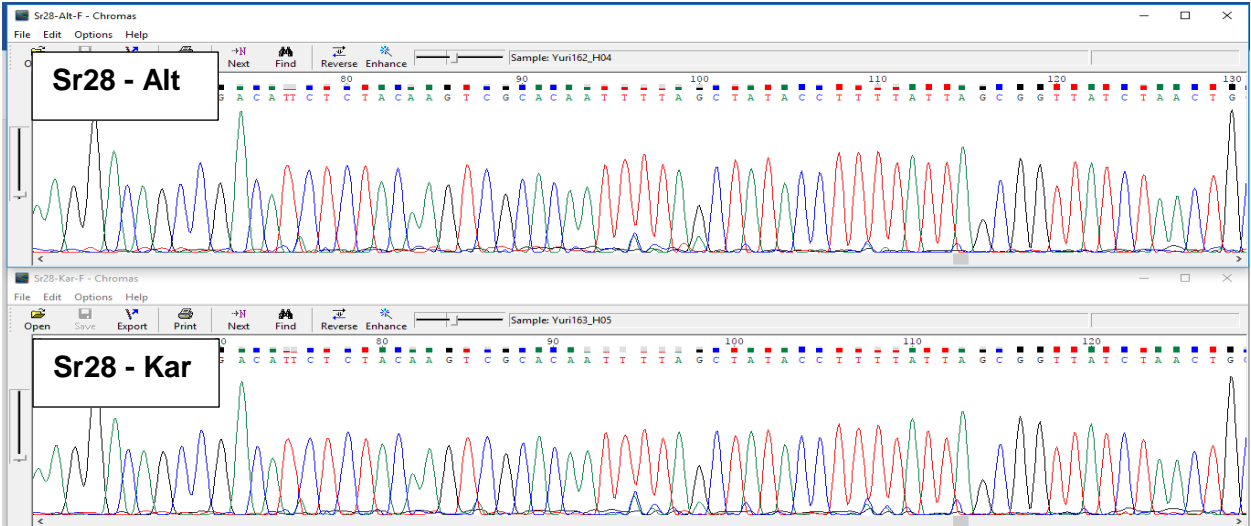 Sr28-Alt-F - Chromas
File Edit Options Help
→N
Next Find Reverse Enhance Sample: Yuri162_H04
Sr28 - Alt
80 90 100 110 120 130
G A C A T T C T C T A C A A G T C G C A C A A T T T T A G C T A T A C C T T T T A T T A G C G G T T A T C T A A C T G
Sr28-Kar-F - Chromas
File Edit Options Help
→N
Open Save Export Print Next Find Reverse Enhance Sample: Yuri163_H05
Sr28 - Kar
80 90 100 110 120
G A C A T T C T C T A C A A G T C G C A C A A T T T T A G C T A T A C C T T T T A T T A G C G G T T A T C T A A C T G